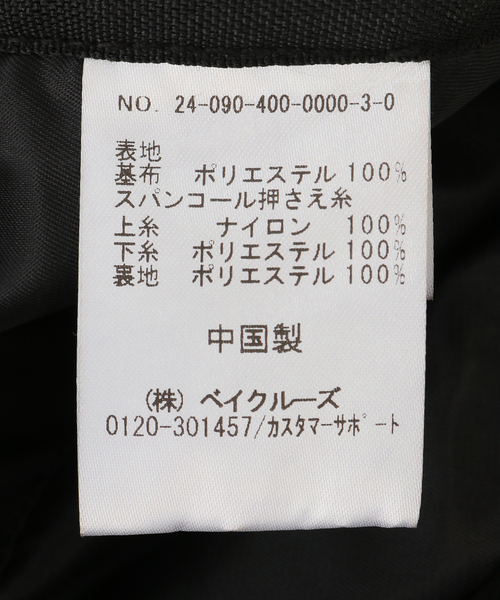 NO. 24-090-400-0000-3-0
表地
基布 ポリエステル 100%
スパンコール押さえ糸
上糸 ナイロン 100%
下糸 ポリエステル 100%
裏地 ポリエステル 100%
中国製
(株) ベイクルーズ
0120-301457/ｶｽﾀﾏｰｻﾎﾟｰﾄ